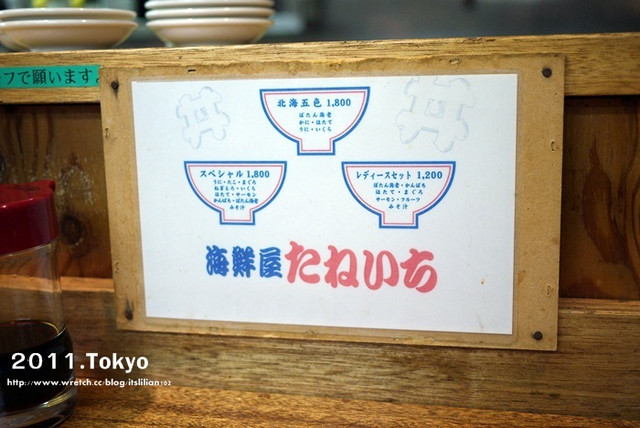 フで願います。
北海五色 1,800
ぼたん海老
かに・ほたて
うに・いくら
スペシャル 1,800
うに・たこ・まぐろ
ねぎとろ・いくら
ほたて・サーモン
かんぱち・ぼたん海老
みそ汁
レディースセット 1,200
ぼたん海老・かんぱち
ほたて・まぐろ
サーモン・フルーツ
みそ汁
海鮮屋たねいち
2011.Tokyo
http://www.wretch.cc/blog/itslilian102